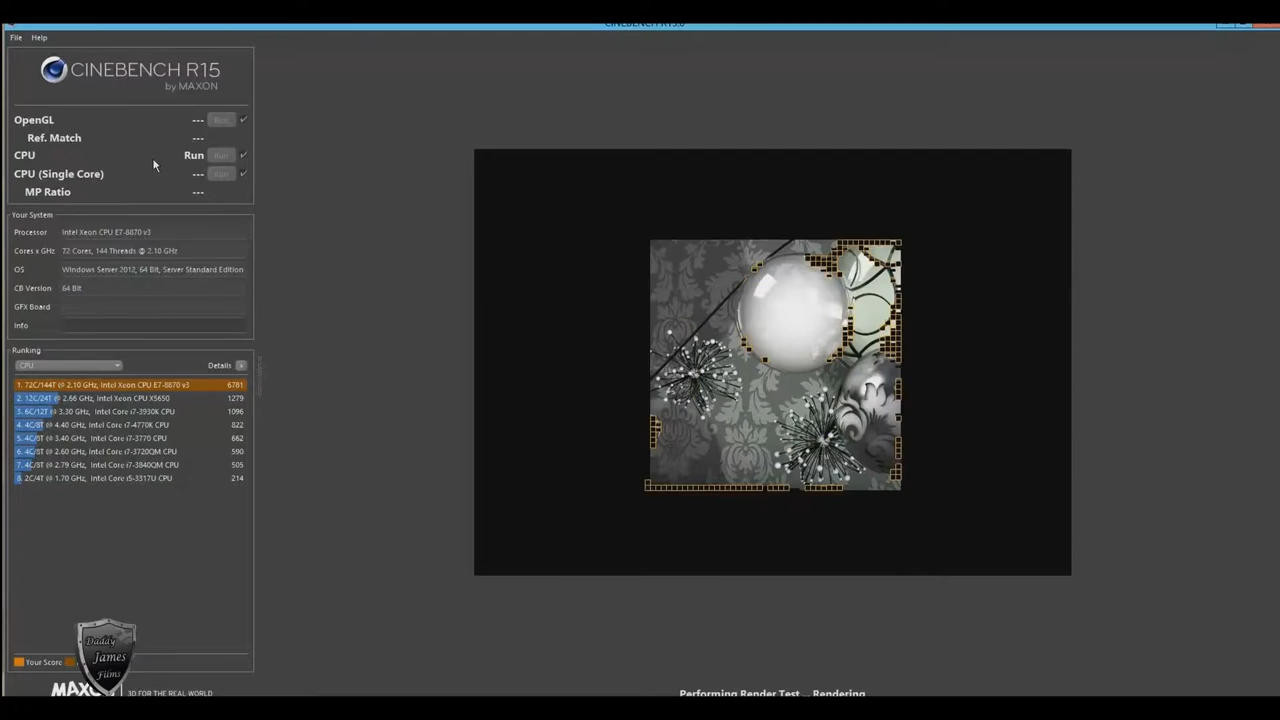 CINEBENCH R15.0
File Help
CINEBENCH R15
by MAXON
OpenGL --- Run
Ref. Match ---
CPU Run Run
CPU (Single Core) --- Run
MP Ratio ---
Your System
Processor Intel Xeon CPU E7-8870 v3
Cores x GHz 72 Cores, 144 Threads @ 2.10 GHz
OS Windows Server 2012, 64 Bit, Server Standard Edition
CB Version 64 Bit
GFX Board
Info
Ranking
CPU Details
1. 72C/144T @ 2.10 GHz, Intel Xeon CPU E7-8870 v3 6781
2. 12C/24T @ 2.66 GHz, Intel Xeon CPU X5650 1279
3. 6C/12T @ 3.30 GHz, Intel Core i7-3930K CPU 1096
4. 4C/8T @ 4.40 GHz, Intel Core i7-4770K CPU 822
5. 4C/8T @ 3.40 GHz, Intel Core i7-3770 CPU 662
6. 4C/8T @ 2.60 GHz, Intel Core i7-3720QM CPU 590
7. 4C/8T @ 2.79 GHz, Intel Core i7-3840QM CPU 505
8. 2C/4T @ 1.70 GHz, Intel Core i5-3317U CPU 214
Daddy
James
Films
Your Score
MAXON 3D FOR THE REAL WORLD
Performing Render Test ... Rendering